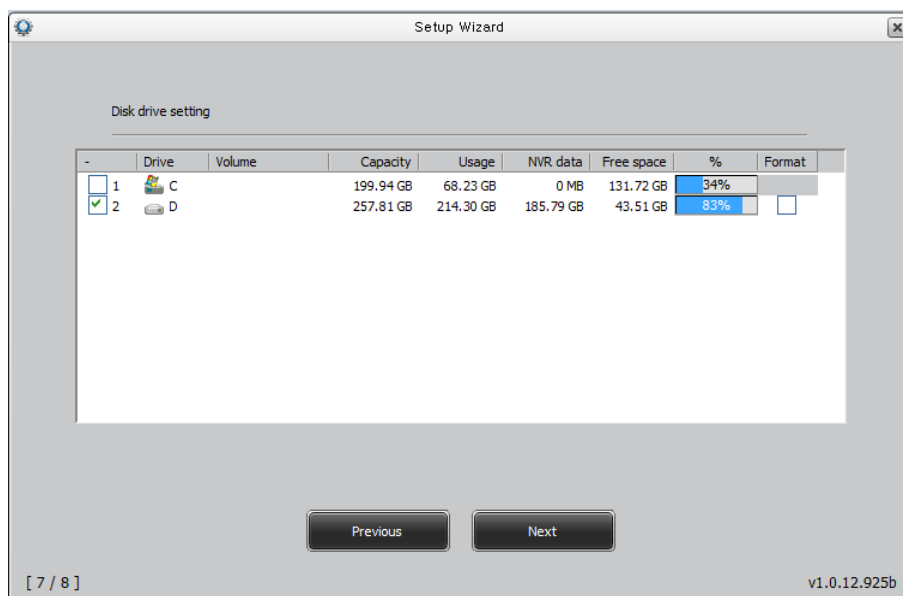 Setup Wizard
Disk drive setting
- Drive Volume Capacity Usage NVR data Free space % Format
1 C 199.94 GB 68.23 GB 0 MB 131.72 GB 34%
2 D 257.81 GB 214.30 GB 185.79 GB 43.51 GB 83%
Previous Next
[ 7 / 8 ] v1.0.12.925b